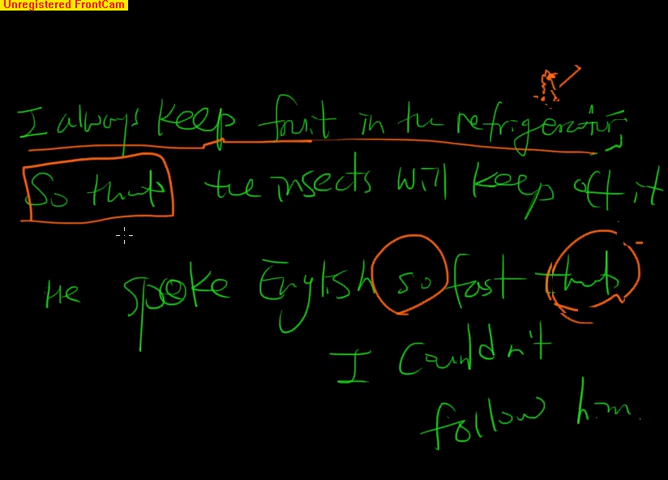 Unregistered FrontCam
I always keep fruit in the refrigerator,
So that the insects will keep off it
He spoke English so fast that
I couldn't
follow him.